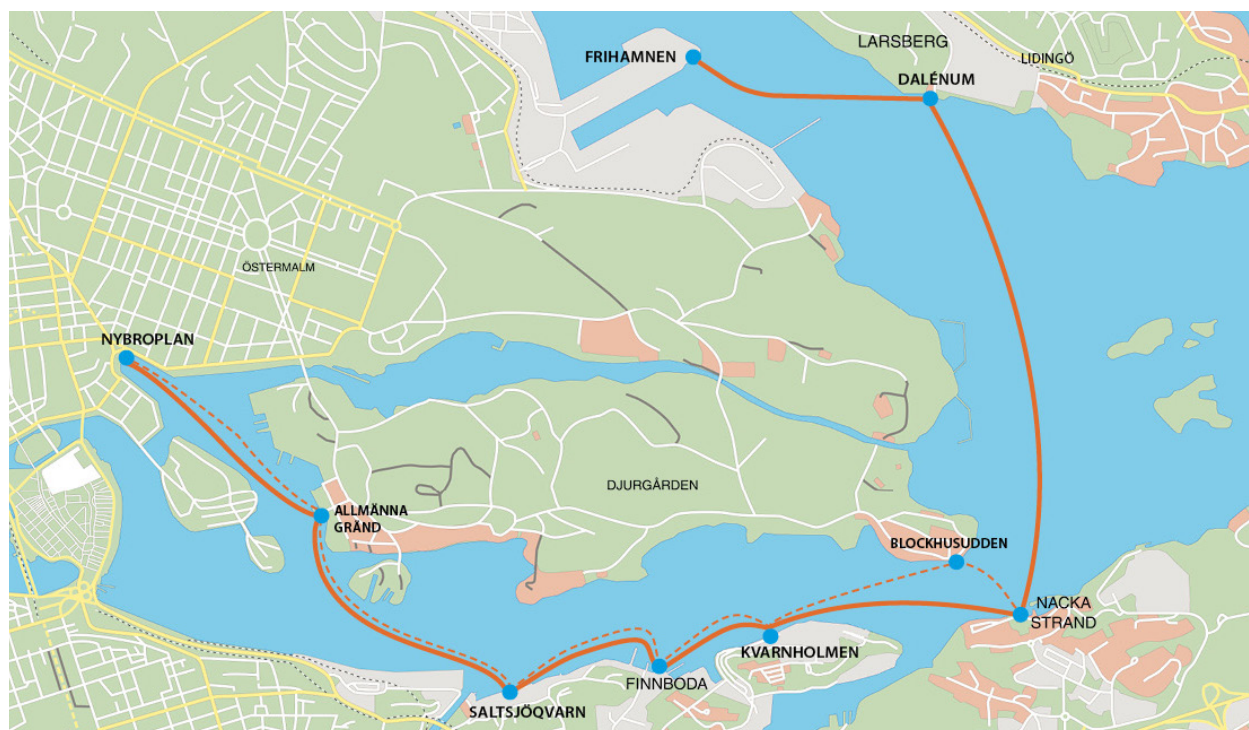 LARSBERG
FRIHAMNEN
LIDINGÖ
DALÉNUM
ÖSTERMALM
NYBROPLAN
DJURGÅRDEN
ALLMÄNNA
GRÄND
BLOCKHUSUDDEN
NACKA
STRAND
KVARNHOLMEN
FINNBODA
SALTSJÖQVARN